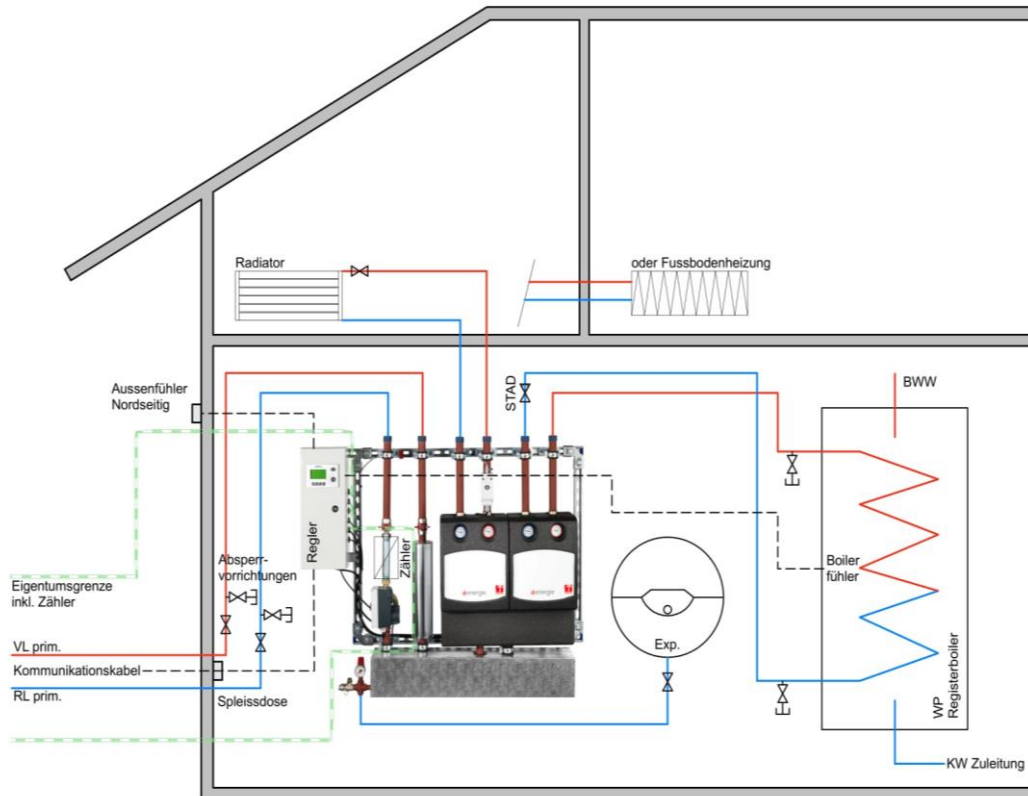 Radiator
oder Fussbodenheizung
Aussenfühler
Nordseitig
STAD
BWW
Regler
Zähler
Absperr-
vorrichtungen
Eigentumsgrenze
inkl. Zähler
Boiler
fühler
VL prim.
Kommunikationskabel
RL prim.
Spleissdose
Exp.
WP
Registerboiler
KW Zuleitung